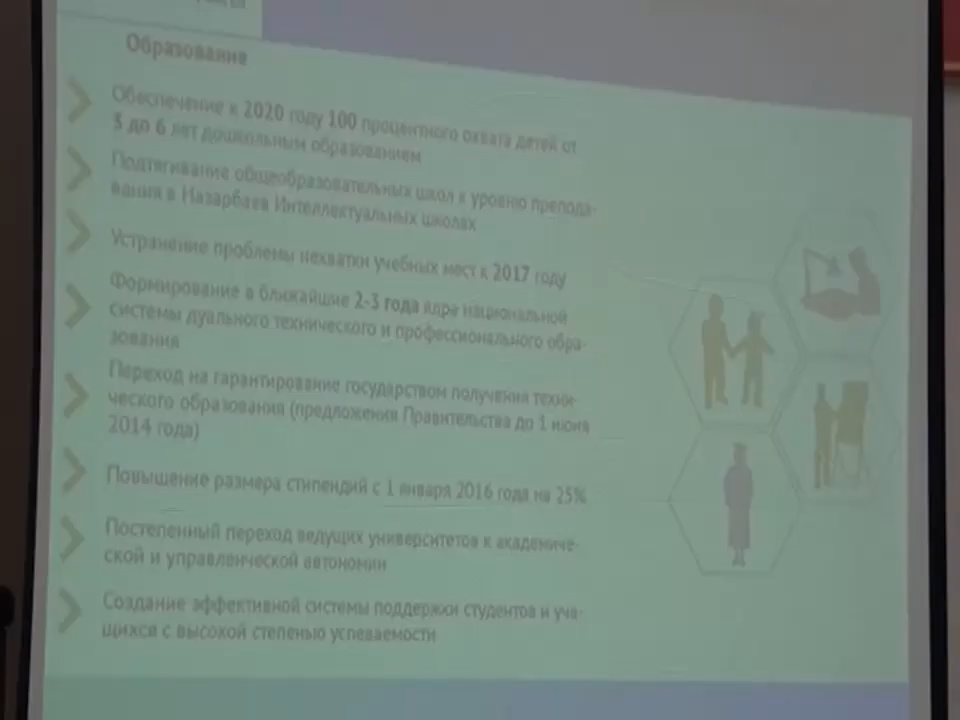 Образование
Обеспечение к 2020 году 100 процентного охвата детей от
3 до 6 лет дошкольным образованием
Подтягивание общеобразовательных школ к уровню препода-
вания в Назарбаев Интеллектуальных школах
Устранение проблемы нехватки учебных мест к 2017 году
Формирование в ближайшие 2-3 года ядра национальной
системы дуального технического и профессионального обра-
зования
Переход на гарантирование государством получения техни-
ческого образования (предложения Правительства до 1 июня
2014 года)
Повышение размера стипендий с 1 января 2016 года на 25%
Постепенный переход ведущих университетов к академиче-
ской и управленческой автономии
Создание эффективной системы поддержки студентов и уча-
щихся с высокой степенью успеваемости